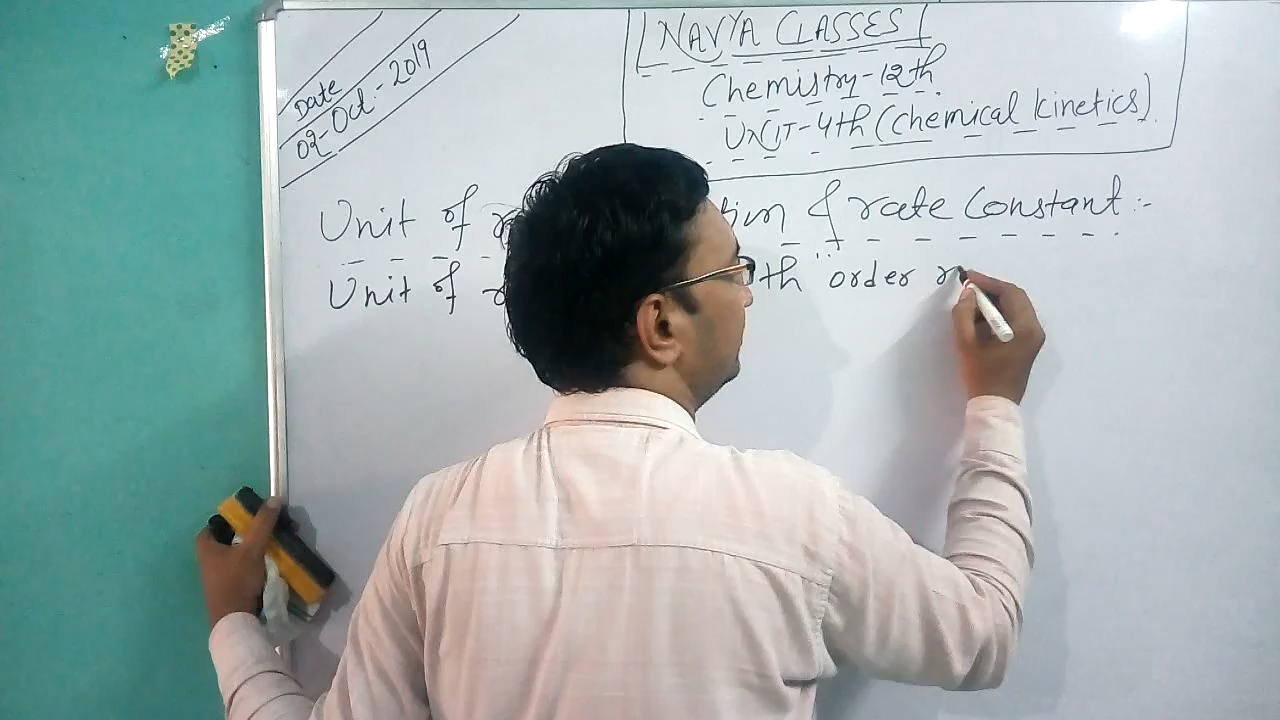 Date
02-Oct:-2019
NAVYA CLASSES
Chemistry-12th.
UNIT-4th (Chemical kinetics).
Unit of & rate Constant :-
Unit of th order